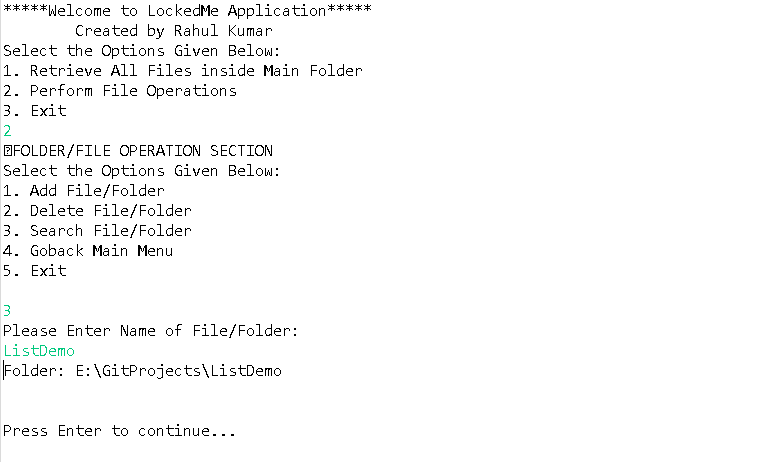 *****Welcome to LockedMe Application*****
Created by Rahul Kumar
Select the Options Given Below:
1. Retrieve All Files inside Main Folder
2. Perform File Operations
3. Exit
2
FOLDER/FILE OPERATION SECTION
Select the Options Given Below:
1. Add File/Folder
2. Delete File/Folder
3. Search File/Folder
4. Goback Main Menu
5. Exit
3
Please Enter Name of File/Folder:
ListDemo
Folder: E:\GitProjects\ListDemo
Press Enter to continue...